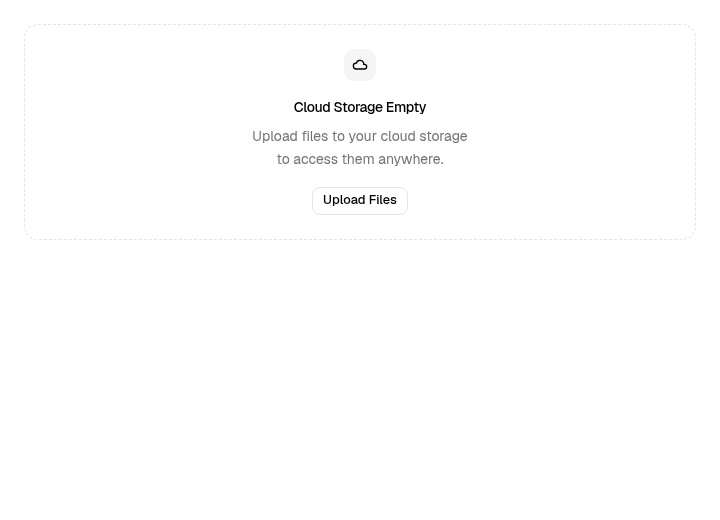 Cloud Storage Empty
Upload files to your cloud storage
to access them anywhere.
Upload Files